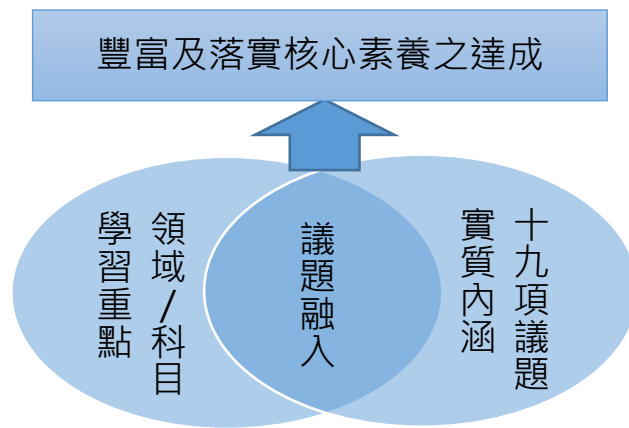 豐富及落實核心素養之達成
領域/科目
學習重點
議題融入
十九項議題
實質內涵